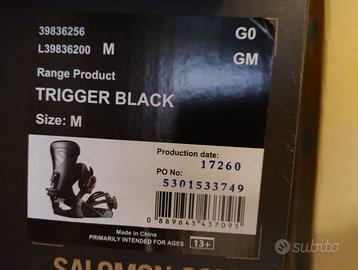 39836256 G0
L39836200 M GM
Range Product
TRIGGER BLACK
Size: M
Production date: 17260
PO No: 5301533749
0 889645 437095
Made in China
PRIMARILY INTENDED FOR AGES 13+
subito
SALOMON